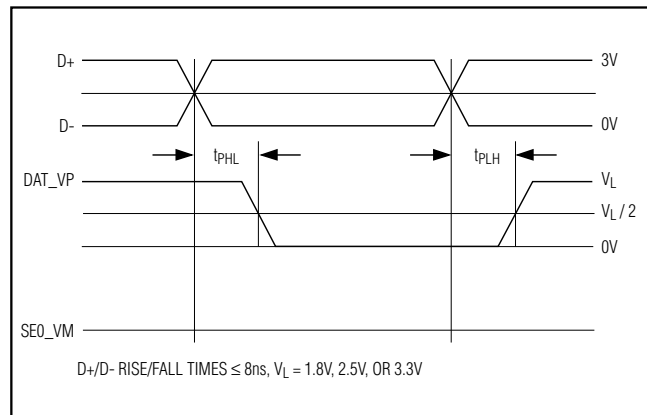 D+
3V
D-
0V
tPHL
tPLH
DAT_VP
VL
VL / 2
0V
SE0_VM
D+/D- RISE/FALL TIMES ≤ 8ns, VL = 1.8V, 2.5V, OR 3.3V